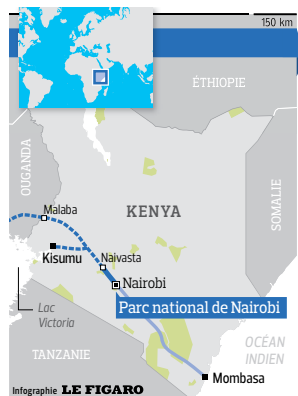 150 km
ÉTHIOPIE
OUGANDA
SOMALIE
Malaba
KENYA
Kisumu
Naivasta
Nairobi
Parc national de Nairobi
Lac
Victoria
OCÉAN
INDIEN
TANZANIE
Mombasa
Infographie LE FIGARO